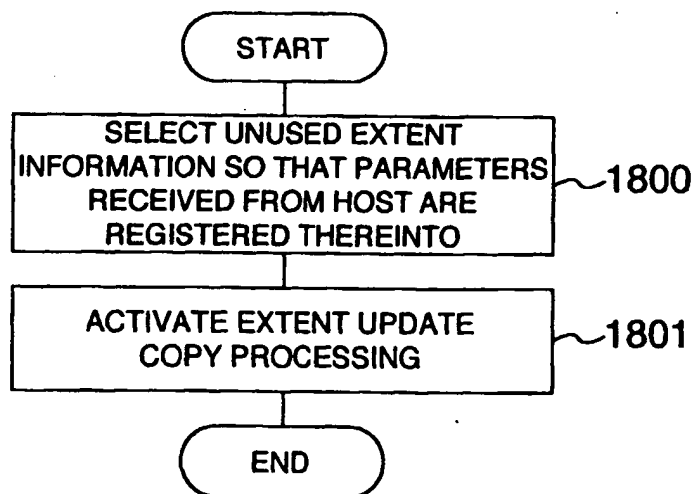 START
SELECT UNUSED EXTENT
INFORMATION SO THAT PARAMETERS
RECEIVED FROM HOST ARE
REGISTERED THEREINTO
1800
ACTIVATE EXTENT UPDATE
COPY PROCESSING
1801
END